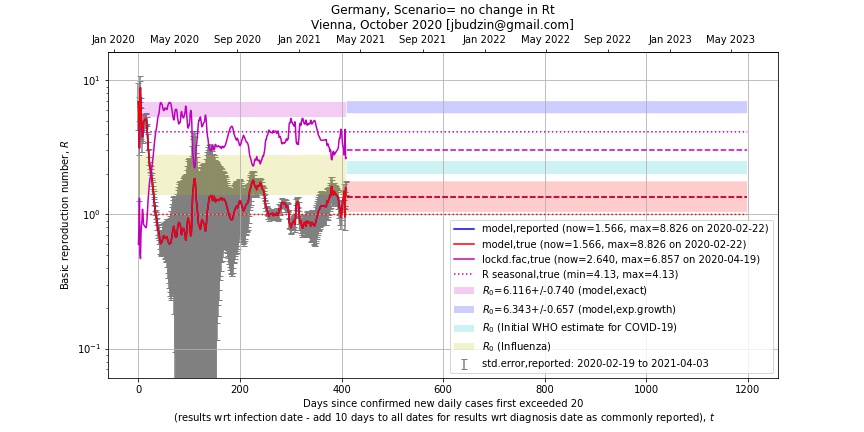 Germany, Scenario= no change in Rt
Vienna, October 2020 [jbudzin@gmail.com]
Jan 2020 May 2020 Sep 2020 Jan 2021 May 2021 Sep 2021 Jan 2022 May 2022 Sep 2022 Jan 2023 May 2023
Basic reproduction number, R
10¹
10⁰
10⁻¹
model,reported (now=1.566, max=8.826 on 2020-02-22)
model,true (now=1.566, max=8.826 on 2020-02-22)
lockd.fac,true (now=2.640, max=6.857 on 2020-04-19)
R seasonal,true (min=4.13, max=4.13)
R₀=6.116+/-0.740 (model,exact)
R₀=6.343+/-0.657 (model,exp.growth)
R₀ (Initial WHO estimate for COVID-19)
R₀ (Influenza)
std.error,reported: 2020-02-19 to 2021-04-03
0 200 400 600 800 1000 1200
Days since confirmed new daily cases first exceeded 20
(results wrt infection date - add 10 days to all dates for results wrt diagnosis date as commonly reported), t